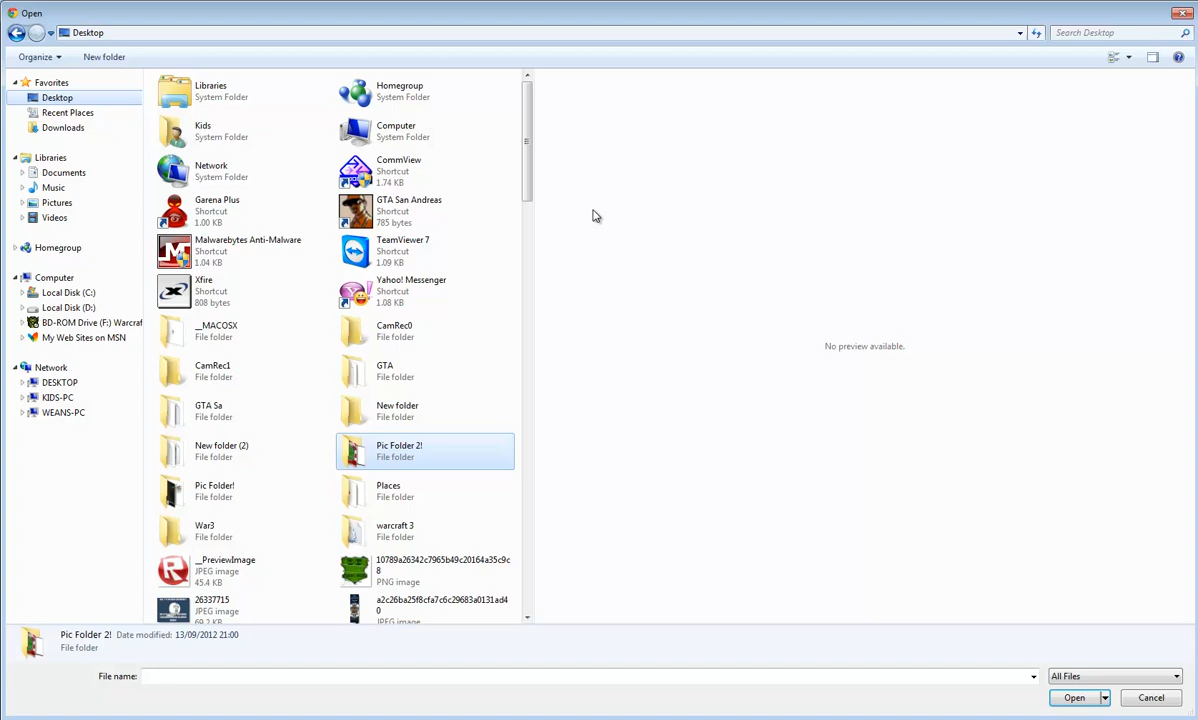 Open
Desktop
Search Desktop
Organize
New folder
Favorites
Desktop
Recent Places
Downloads
Libraries
Documents
Music
Pictures
Videos
Homegroup
Computer
Local Disk (C:)
Local Disk (D:)
BD-ROM Drive (F:) Warcraf
My Web Sites on MSN
Network
DESKTOP
KIDS-PC
WEANS-PC
Libraries
System Folder
Homegroup
System Folder
Kids
System Folder
Computer
System Folder
Network
System Folder
CommView
Shortcut
1.74 KB
Garena Plus
Shortcut
1.00 KB
GTA San Andreas
Shortcut
785 bytes
Malwarebytes Anti-Malware
Shortcut
1.04 KB
TeamViewer 7
Shortcut
1.09 KB
Xfire
Shortcut
808 bytes
Yahoo! Messenger
Shortcut
1.08 KB
__MACOSX
File folder
CamRec0
File folder
CamRec1
File folder
GTA
File folder
GTA Sa
File folder
New folder
File folder
New folder (2)
File folder
Pic Folder 2!
File folder
Pic Folder!
File folder
Places
File folder
War3
File folder
warcraft 3
File folder
__PreviewImage
JPEG image
45.4 KB
10789a26342c7965b49c20164a35c9c
8
PNG image
26337715
JPEG image
69.2 KB
a2c26ba25f8cfa7c6c29683a0131ad4
0
JPEG image
No preview available.
Pic Folder 2! Date modified: 13/09/2012 21:00
File folder
File name:
All Files
Open
Cancel